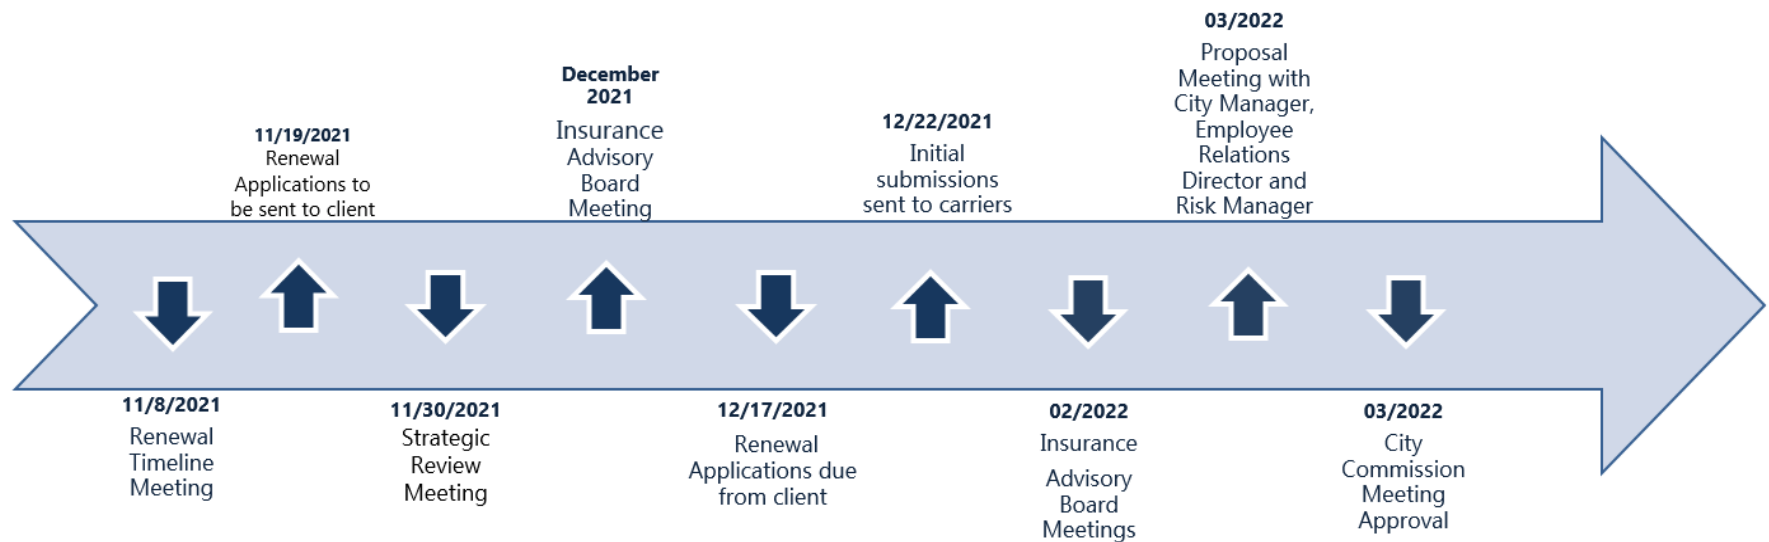 11/8/2021
Renewal
Timeline
Meeting
11/19/2021
Renewal
Applications to
be sent to client
11/30/2021
Strategic
Review
Meeting
December
2021
Insurance
Advisory
Board
Meeting
12/17/2021
Renewal
Applications due
from client
12/22/2021
Initial
submissions
sent to carriers
02/2022
Insurance
Advisory
Board
Meetings
03/2022
Proposal
Meeting with
City Manager,
Employee
Relations
Director and
Risk Manager
03/2022
City
Commission
Meeting
Approval